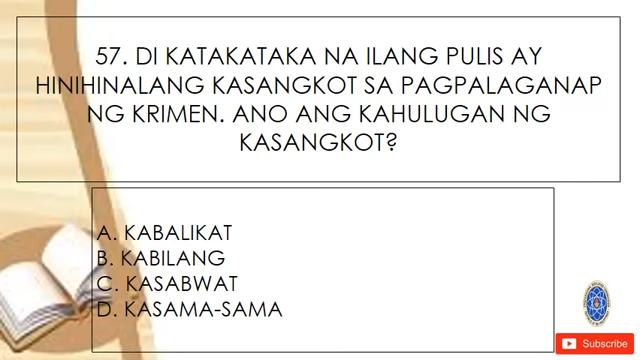 57. DI KATAKATAKA NA ILANG PULIS AY
HINIHINALANG KASANGKOT SA PAGPALAGANAP
NG KRIMEN. ANO ANG KAHULUGAN NG
KASANGKOT?
A. KABALIKAT
B. KABILANG
C. KASABWAT
D. KASAMA-SAMA
Subscribe